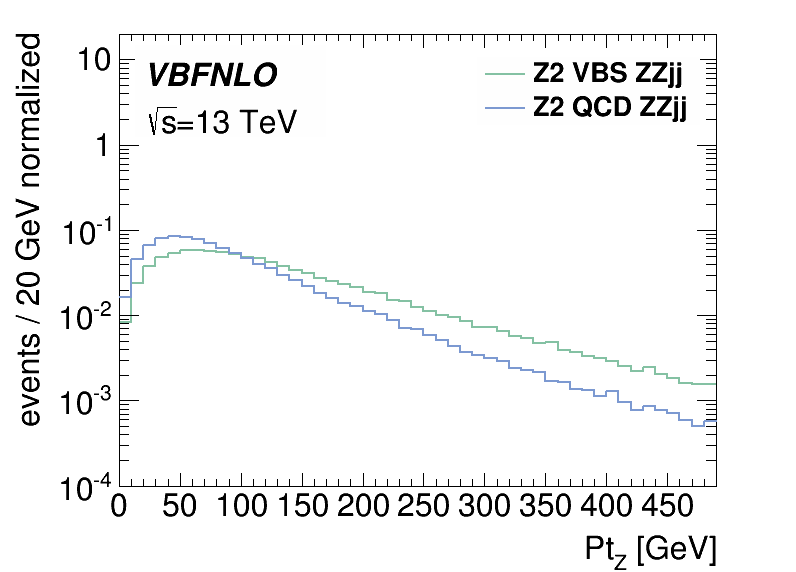 events / 20 GeV normalized
VBFNLO
√s=13 TeV
Z2 VBS ZZjj
Z2 QCD ZZjj
10
1
10⁻¹
10⁻²
10⁻³
10⁻⁴
0 50 100 150 200 250 300 350 400 450
Pt_Z [GeV]